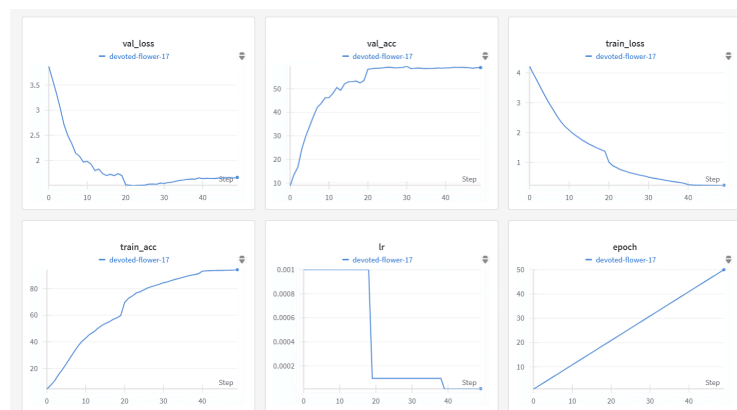 val_loss
devoted-flower-17
3.5
3
2.5
2
Step
0 10 20 30 40
val_acc
devoted-flower-17
50
40
30
20
10
Step
0 10 20 30 40
train_loss
devoted-flower-17
4
3
2
1
Step
0 10 20 30 40
train_acc
devoted-flower-17
80
60
40
20
Step
0 10 20 30 40
lr
devoted-flower-17
0.001
0.0008
0.0006
0.0004
0.0002
Step
0 10 20 30 40
epoch
devoted-flower-17
50
40
30
20
10
Step
0 10 20 30 40